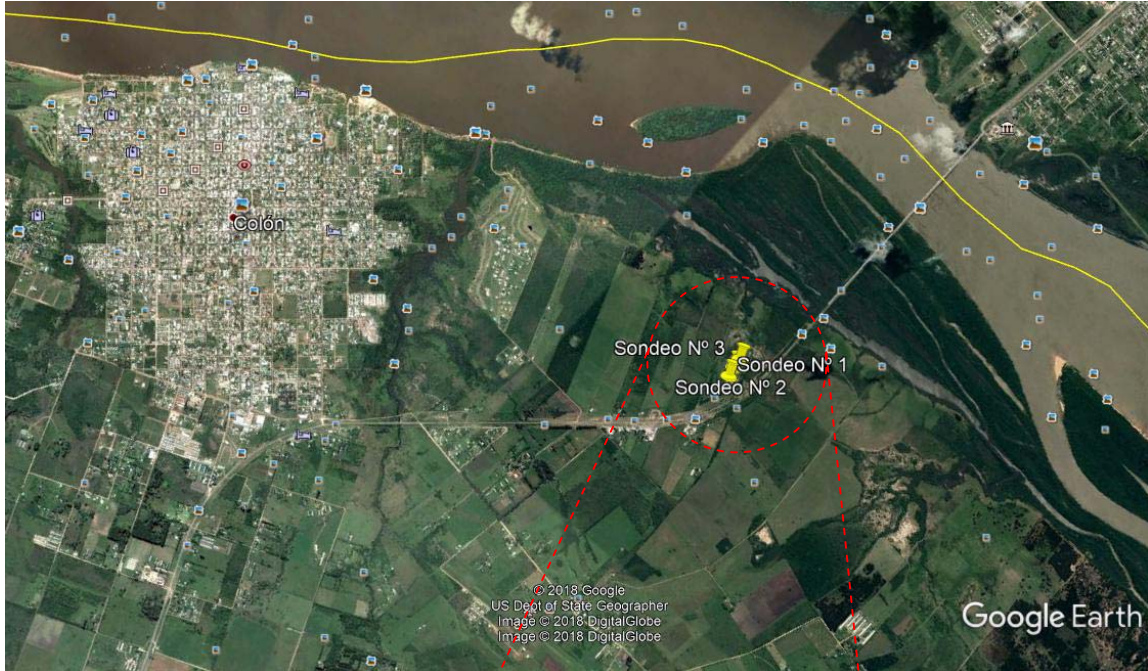 Colón
Sondeo Nº 3
Sondeo Nº 1
Sondeo Nº 2
© 2018 Google
US Dept of State Geographer
Image © 2018 DigitalGlobe
Image © 2018 DigitalGlobe
Google Earth